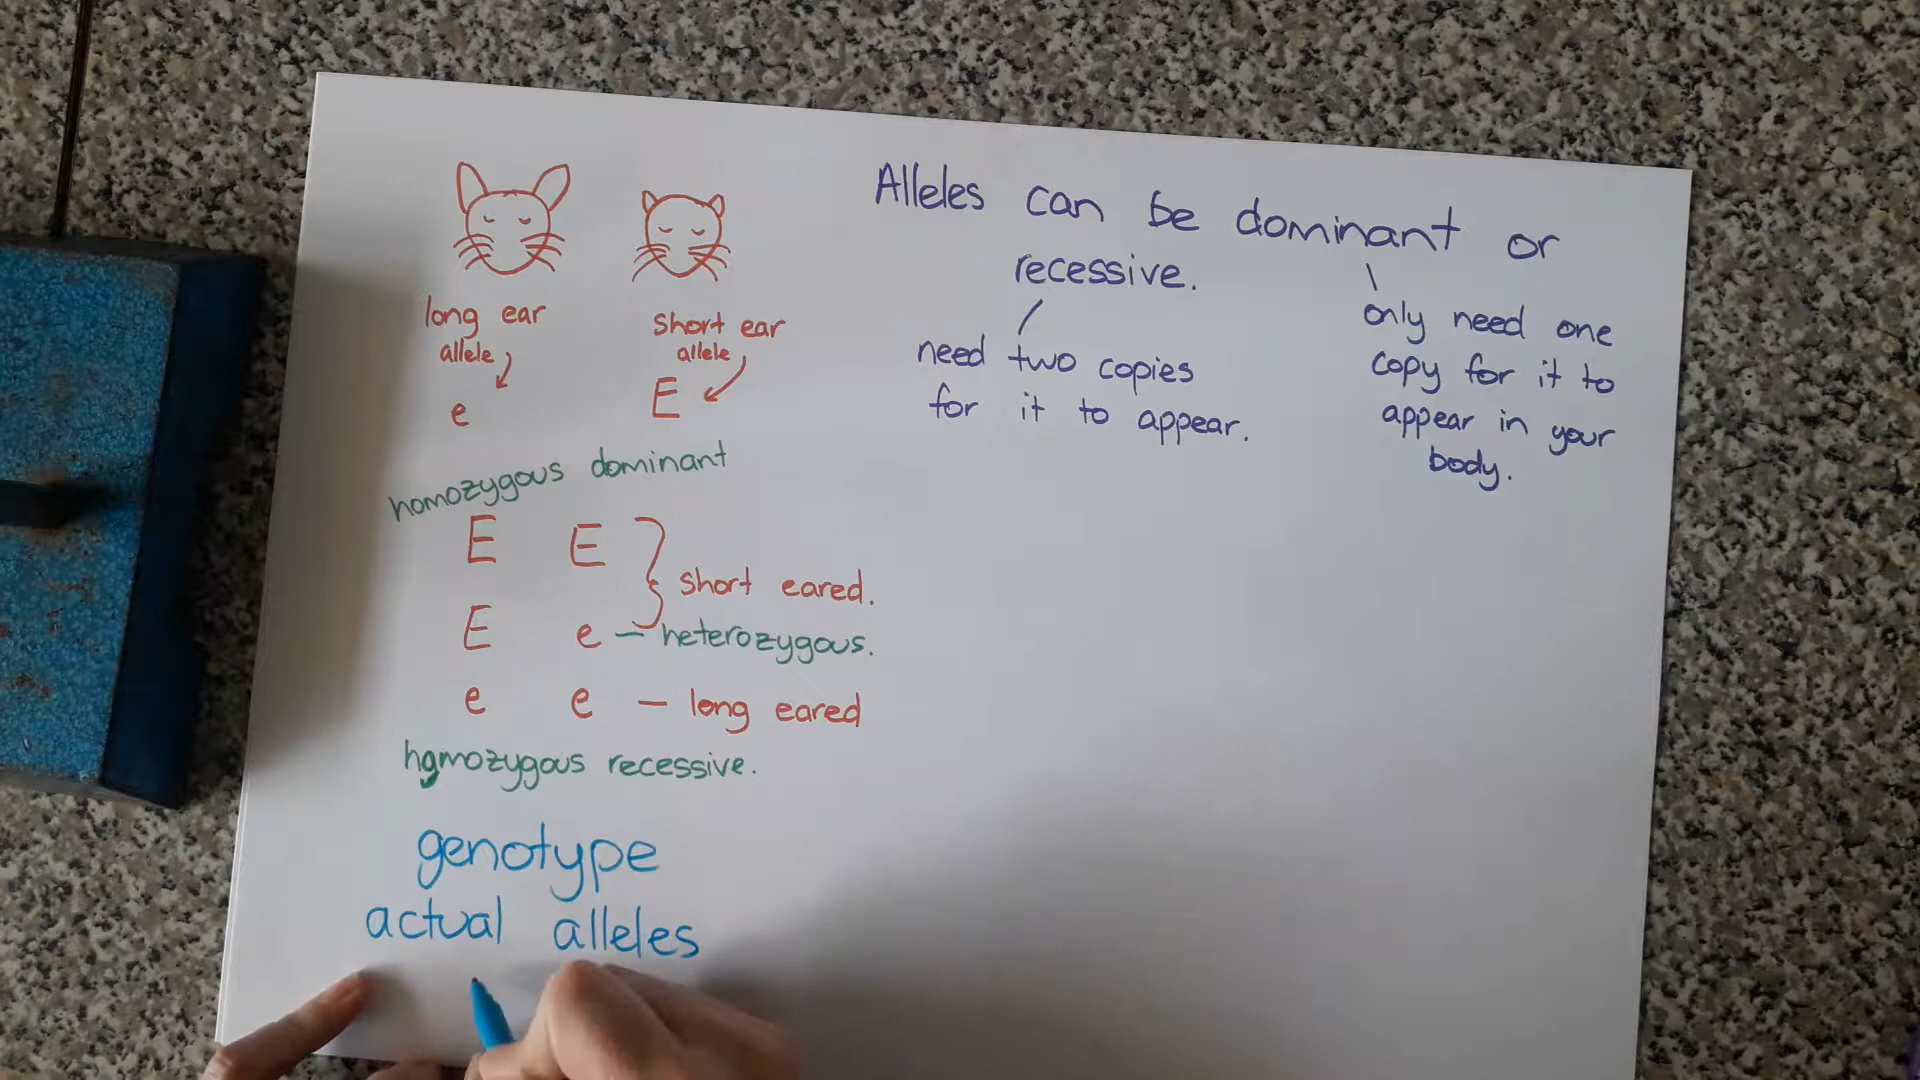 Alleles can be dominant or
recessive.
need two copies
for it to appear.
only need one
copy for it to
appear in your
body.
long ear
allele
e
short ear
allele
E
homozygous dominant
E E
short eared.
E e – heterozygous.
e e – long eared
homozygous recessive.
genotype
actual alleles